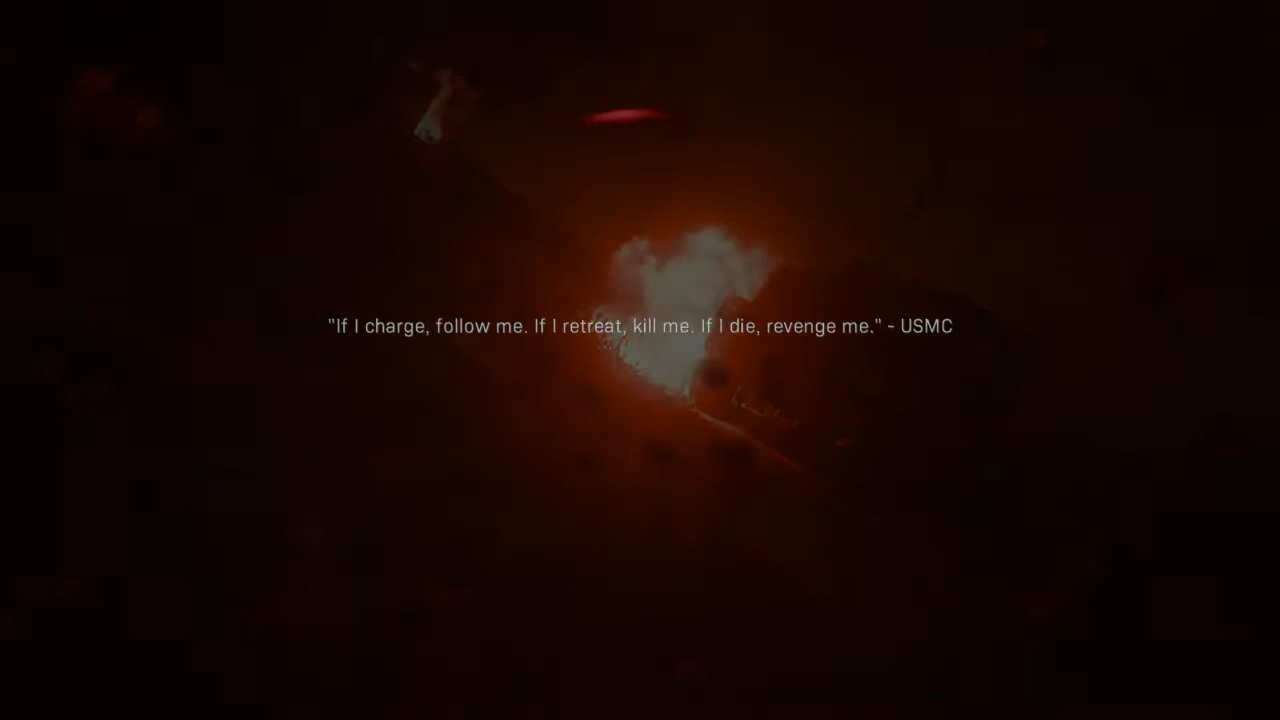 "If I charge, follow me. If I retreat, kill me. If I die, revenge me." - USMC